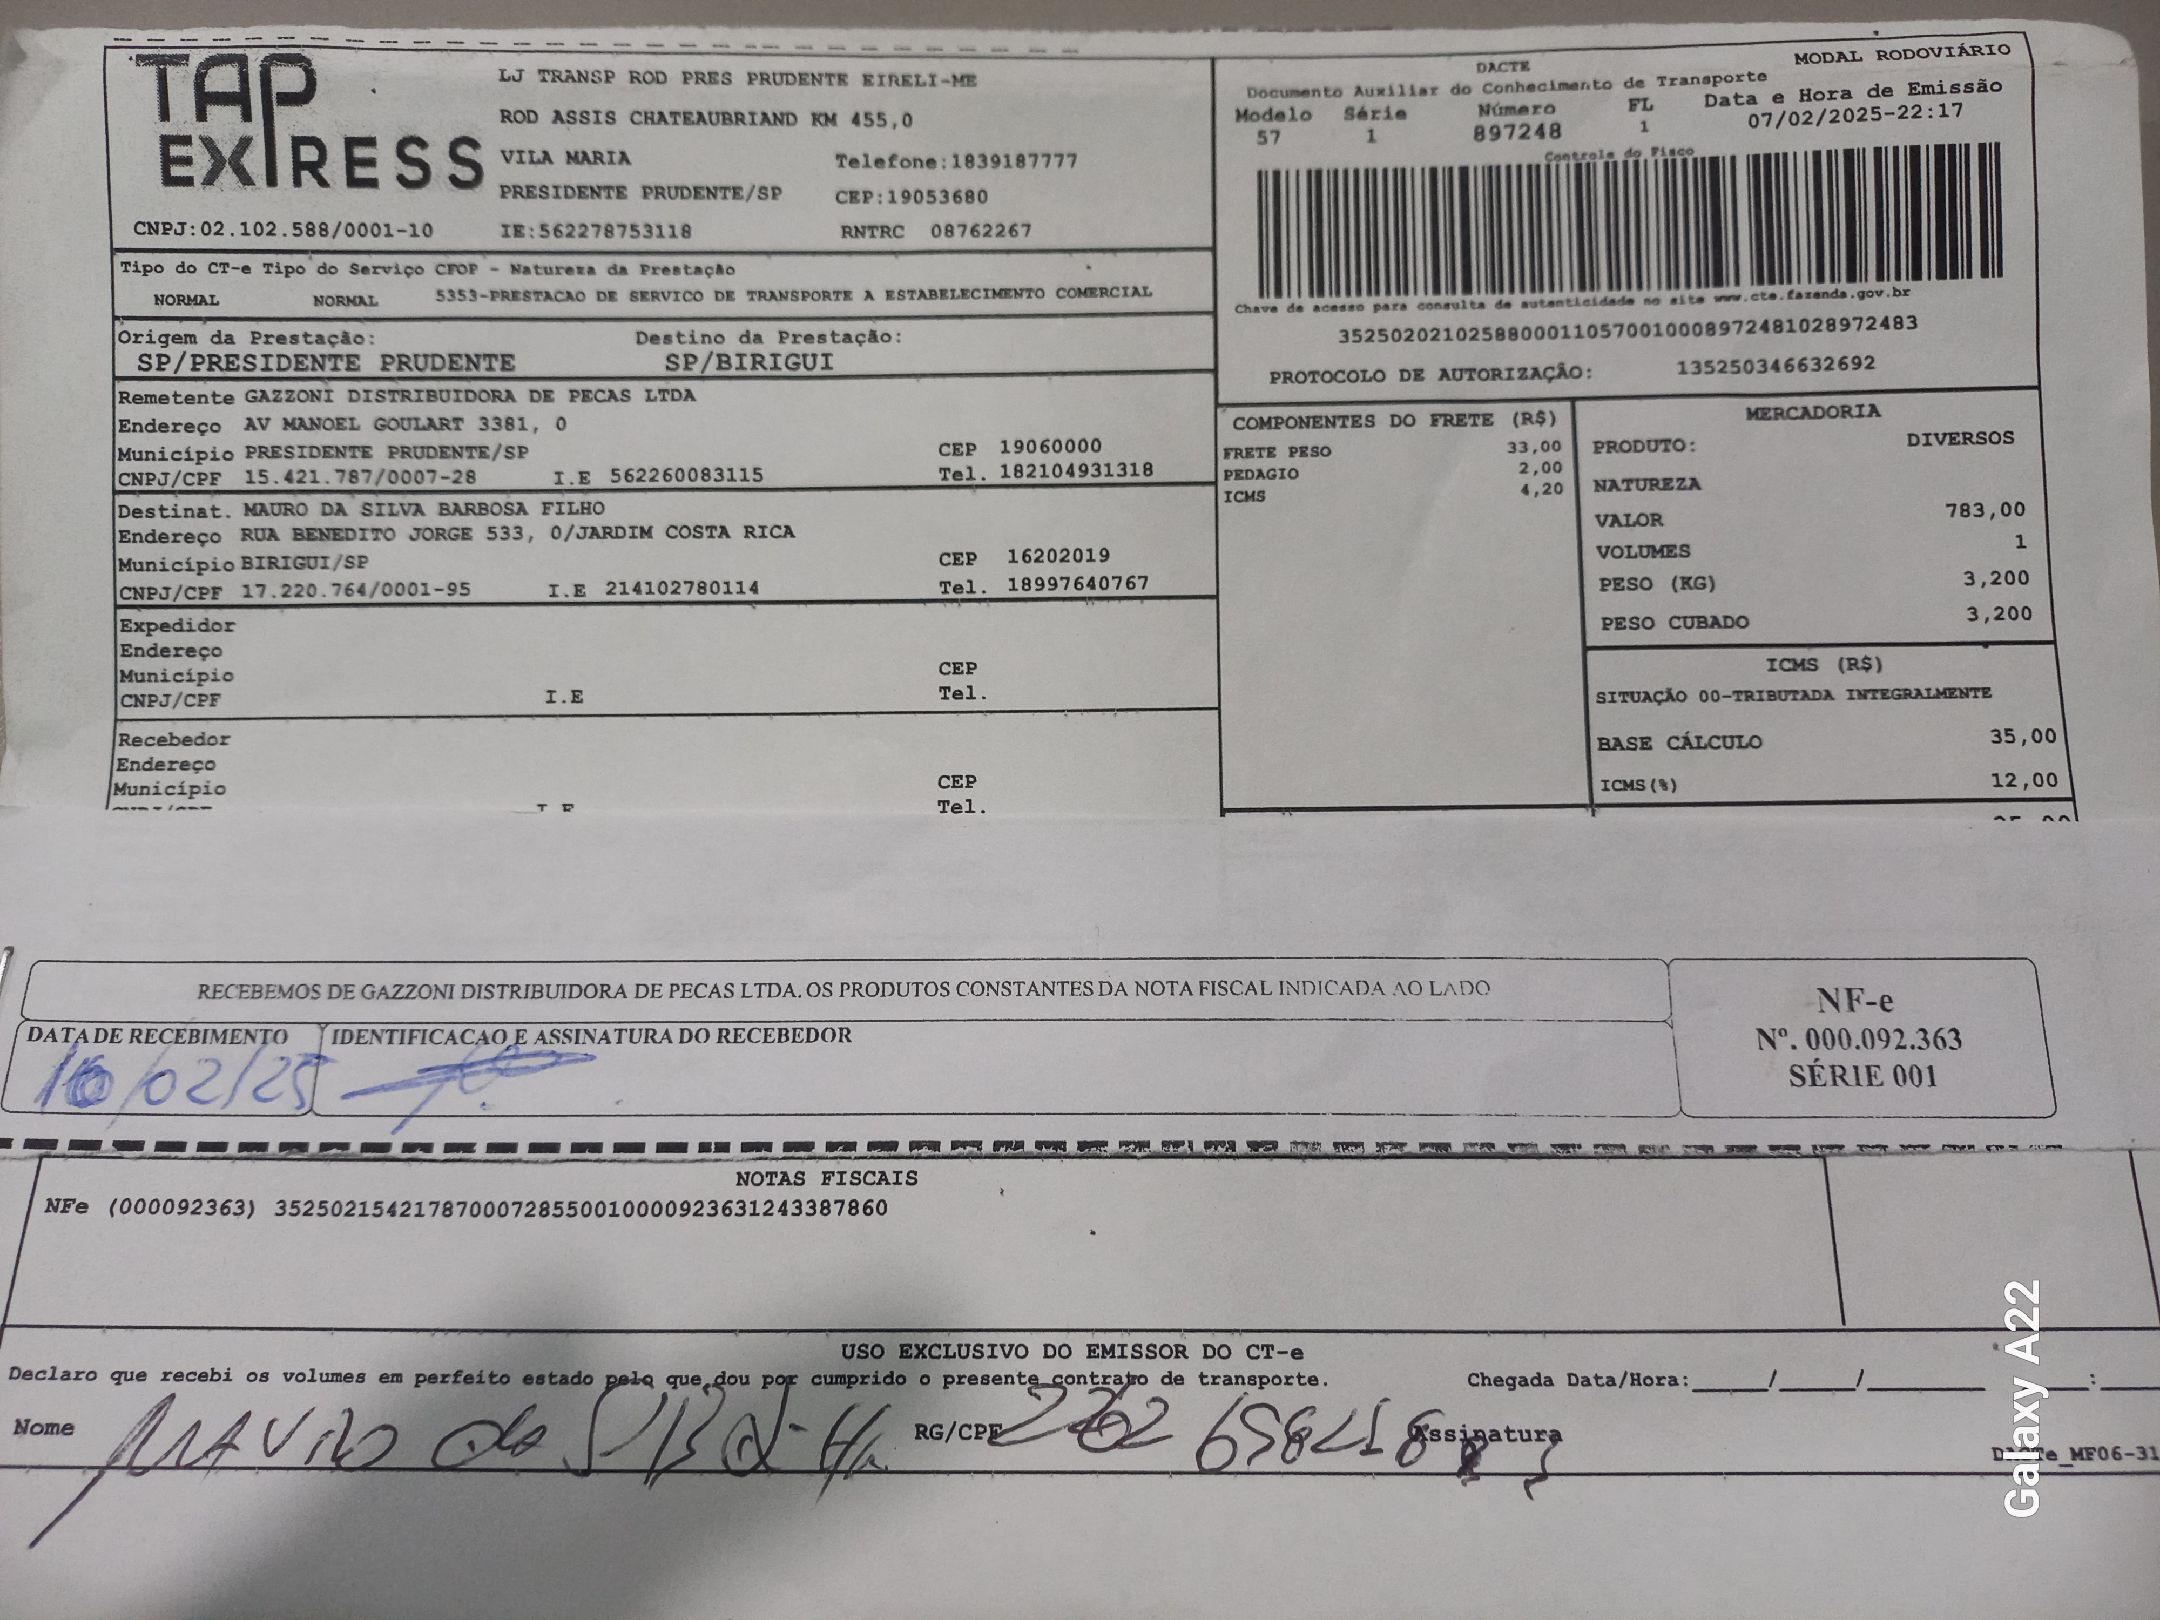 TAP EXPRESS
LJ TRANSP ROD PRES PRUDENTE EIRELI-ME
ROD ASSIS CHATEAUBRIAND KM 455,0
VILA MARIA Telefone:1839187777
PRESIDENTE PRUDENTE/SP CEP:19053680
CNPJ:02.102.588/0001-10 IE:562278753118 RNTRC 08762267
DACTE MODAL RODOVIÁRIO
Documento Auxiliar do Conhecimento de Transporte
Modelo Série Número FL Data e Hora de Emissão
57 1 897248 1 07/02/2025-22:17
Controle do Fisco
Chave de acesso para consulta de autenticidade no site www.cte.fazenda.gov.br
35250202102588000110570010008972481028972483
PROTOCOLO DE AUTORIZAÇÃO: 135250346632692
Tipo do CT-e Tipo do Serviço CFOP - Natureza da Prestação
NORMAL NORMAL 5353-PRESTACAO DE SERVICO DE TRANSPORTE A ESTABELECIMENTO COMERCIAL
Origem da Prestação: Destino da Prestação:
SP/PRESIDENTE PRUDENTE SP/BIRIGUI
Remetente GAZZONI DISTRIBUIDORA DE PECAS LTDA
Endereço AV MANOEL GOULART 3381, 0
Município PRESIDENTE PRUDENTE/SP CEP 19060000
CNPJ/CPF 15.421.787/0007-28 I.E 562260083115 Tel. 182104931318
Destinat. MAURO DA SILVA BARBOSA FILHO
Endereço RUA BENEDITO JORGE 533, 0/JARDIM COSTA RICA
Município BIRIGUI/SP CEP 16202019
CNPJ/CPF 17.220.764/0001-95 I.E 214102780114 Tel. 18997640767
Expedidor
Endereço
Município CEP
CNPJ/CPF I.E Tel.
Recebedor
Endereço
Município CEP
CNPJ/CPF I.E Tel.
COMPONENTES DO FRETE (R$)
FRETE PESO 33,00
PEDAGIO 2,00
ICMS 4,20
MERCADORIA
PRODUTO: DIVERSOS
NATUREZA
VALOR 783,00
VOLUMES 1
PESO (KG) 3,200
PESO CUBADO 3,200
ICMS (R$)
SITUAÇÃO 00-TRIBUTADA INTEGRALMENTE
BASE CÁLCULO 35,00
ICMS(%) 12,00
RECEBEMOS DE GAZZONI DISTRIBUIDORA DE PECAS LTDA. OS PRODUTOS CONSTANTES DA NOTA FISCAL INDICADA AO LADO
DATA DE RECEBIMENTO IDENTIFICACAO E ASSINATURA DO RECEBEDOR
/02/25
NF-e
Nº. 000.092.363
SÉRIE 001
NOTAS FISCAIS
NFe (000092363) 35250215421787000728550010000923631243387860
USO EXCLUSIVO DO EMISSOR DO CT-e
Declaro que recebi os volumes em perfeito estado pelo que dou por cumprido o presente contrato de transporte. Chegada Data/Hora:_____/_____/________ :____
Nome Mauro da RG/CPF Assinatura
DACTe_MF06-31
Galaxy A22